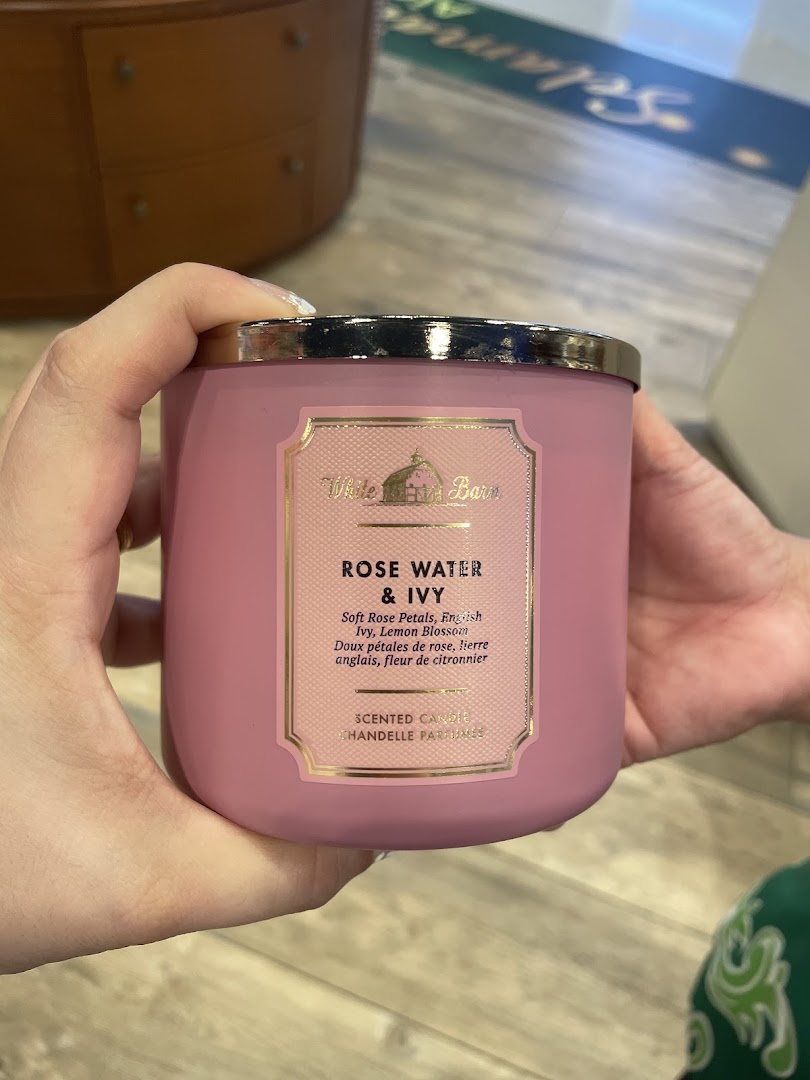 Selamat
White Barn
ROSE WATER
& IVY
Soft Rose Petals, English
Ivy, Lemon Blossom
Doux pétales de rose, lierre
anglais, fleur de citronnier
SCENTED CANDLE
CHANDELLE PARFUMÉE